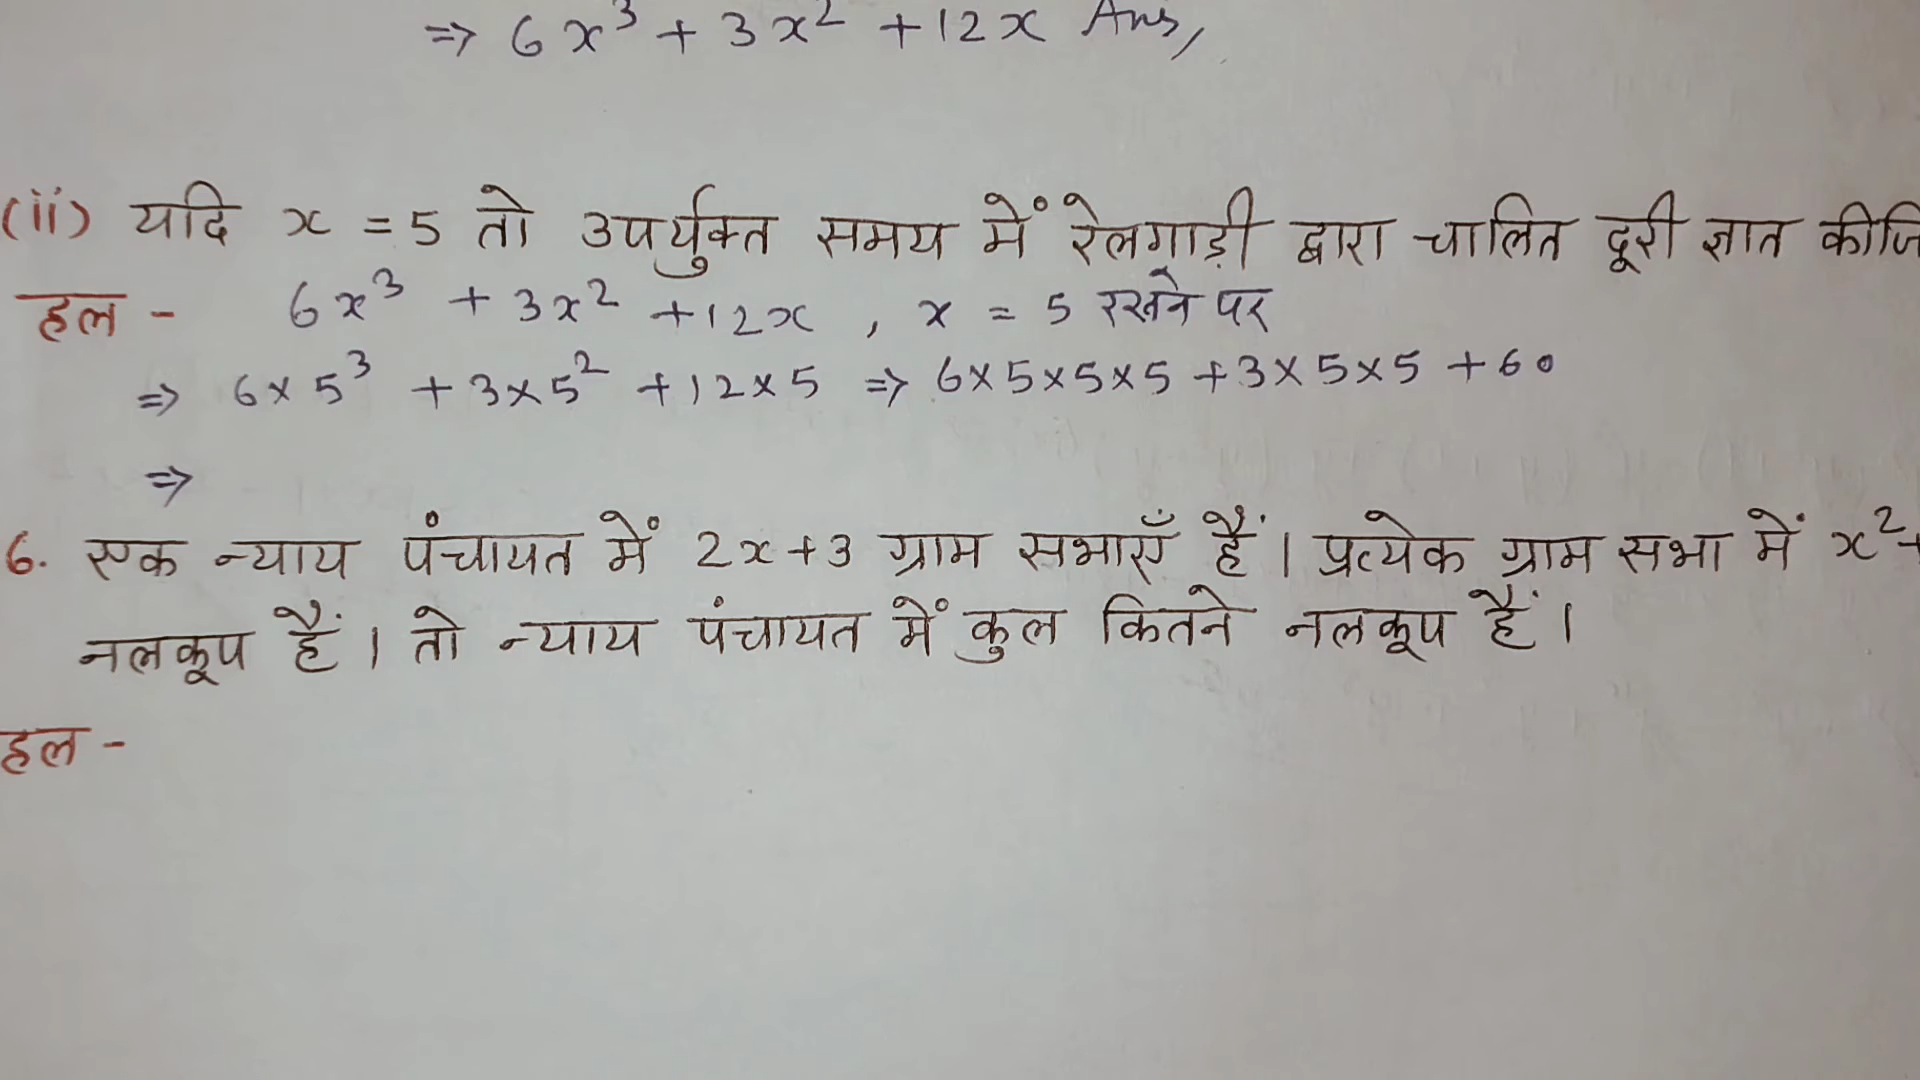 ⇒ 6x³ + 3x² + 12x Ans,
(ii) यदि x = 5 तो उपर्युक्त समय में रेलगाड़ी द्वारा चालित दूरी ज्ञात
हल - 6x³ + 3x² + 12x , x = 5 रखने पर
⇒ 6 × 5³ + 3 × 5² + 12 × 5 ⇒ 6 × 5 × 5 × 5 + 3 × 5 × 5 + 60
⇒
6. एक न्याय पंचायत में 2x + 3 ग्राम सभाएँ हैं । प्रत्येक ग्राम सभा में x² +
नलकूप हैं । तो न्याय पंचायत में कुल कितने नलकूप हैं ।
हल -